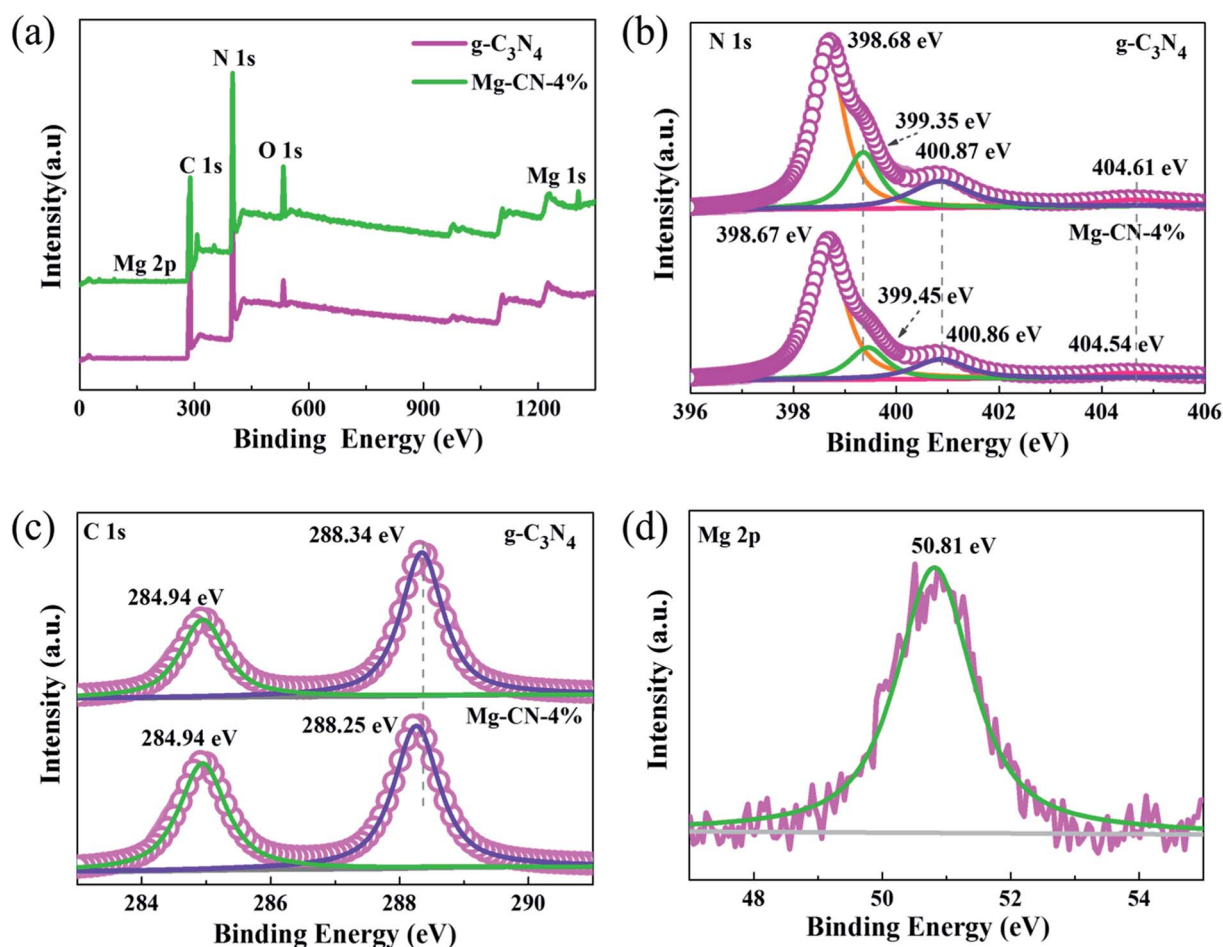 (a)
g-C₃N₄
Mg-CN-4%
N 1s
C 1s
O 1s
Mg 1s
Mg 2p
Intensity(a.u)
0 300 600 900 1200
Binding Energy (eV)
(b)
N 1s
398.68 eV
g-C₃N₄
399.35 eV
400.87 eV
404.61 eV
Mg-CN-4%
398.67 eV
399.45 eV
400.86 eV
404.54 eV
Intensity(a.u.)
396 398 400 402 404 406
Binding Energy (eV)
(c)
C 1s
288.34 eV
g-C₃N₄
284.94 eV
Mg-CN-4%
288.25 eV
284.94 eV
Intensity (a.u.)
284 286 288 290
Binding Energy (eV)
(d)
Mg 2p
50.81 eV
Intensity (a.u.)
48 50 52 54
Binding Energy (eV)